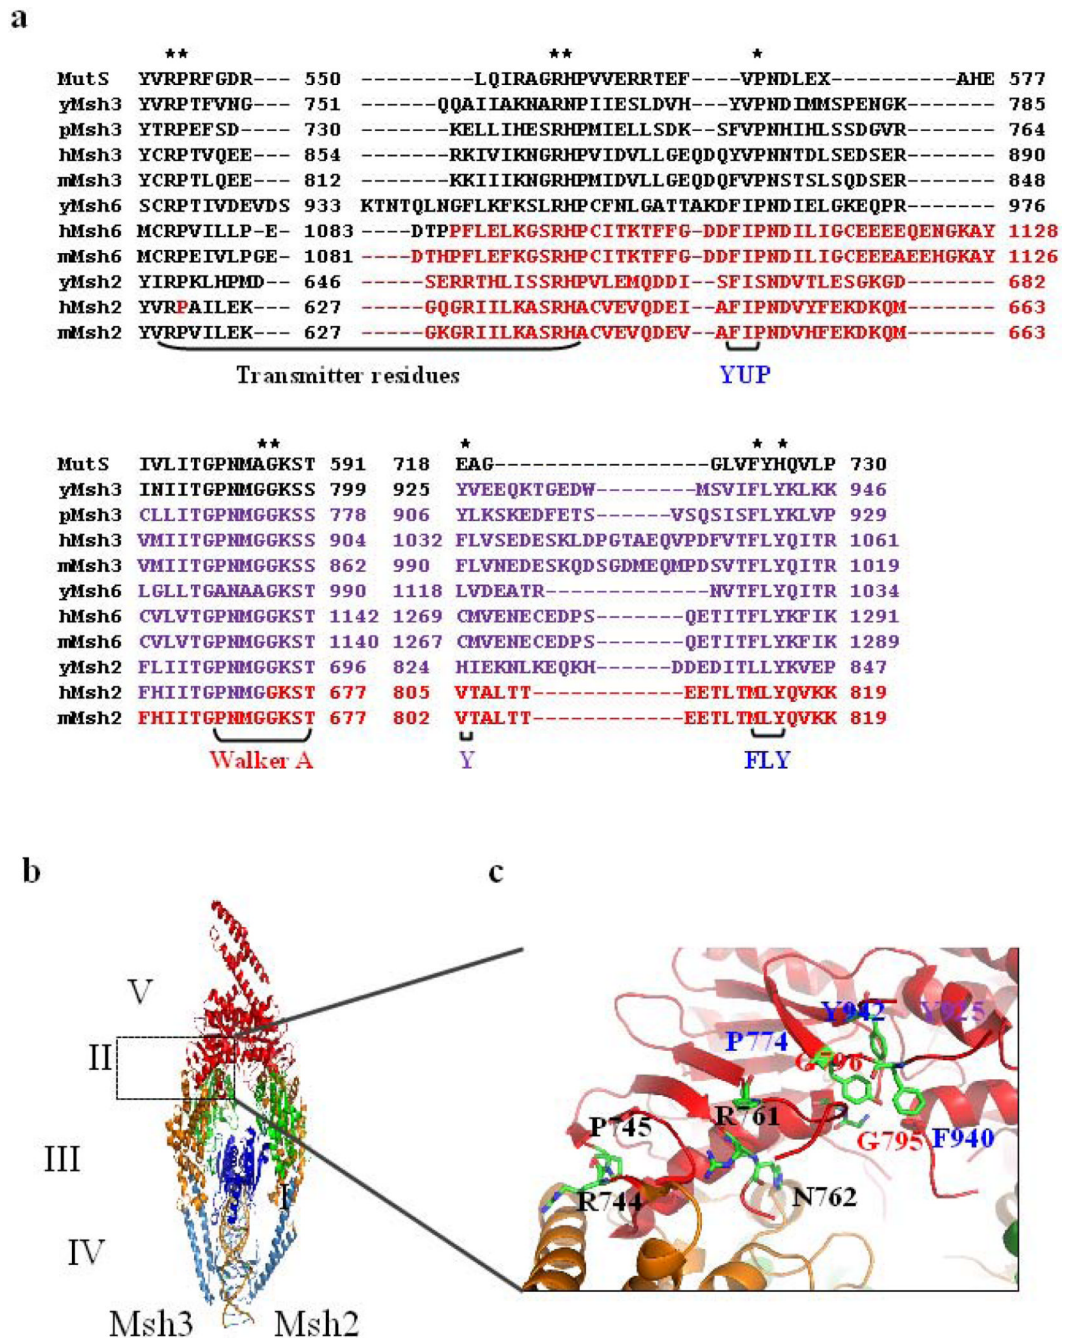 a
** ** *
MutS YVRPRFGDR--- 550 ---------LQIRAGRHPVVERRTEF----VPNDLEX----------AHE 577
yMsh3 YVRPTFVNG---- 751 ------QQAIIAKNARNPIIESLDVH---YVPNDIMMSPENGK------- 785
pMsh3 YTRPEFSD---- 730 -------KELLIHESRHPMIELLSDK--SFVPNHIHLSSDGVR------- 764
hMsh3 YCRPTVQEE--- 854 -------RKIVIKNGRHPVIDVLLGEQDQYVPNNTDLSEDSER------- 890
mMsh3 YCRPTLQEE--- 812 -------KKIIIKNGRHPMIDVLLGEQDQFVPNSTSLSQDSER------- 848
yMsh6 SCRPTIVDEVDS 933 KTNTQLNGFLKFKSLRHPCFNLGATTAKDFIPNDIELGKEQPR------- 976
hMsh6 MCRPVILLP-E- 1083 ----DTPPFLELKGSRHPCITKTFFG-DDFIPNDILIGCEEEEQENGKAY 1128
mMsh6 MCRPEIVLPGE- 1081 ----DTHPFLEFKGSRHPCITKTFFG-DDFIPNDILIGCEEEAEEHGKAY 1126
yMsh2 YIRPKLHPMD-- 646 -----SERRTHLISSRHPVLEMQDDI--SFISNDVTLESGKGD------- 682
hMsh2 YVRPAILEK--- 627 -----GQGRIILKASRHACVEVQDEI--AFIPNDVYFEKDKQM------- 663
mMsh2 YVRPVILEK--- 627 -----GKGRIILKASRHACVEVQDEV--AFIPNDVHFEKDKQM------- 663
Transmitter residues YUP
** * * *
MutS IVLITGPNMAGKST 591 718 EAG-----------------GLVFYHQVLP 730
yMsh3 INIITGPNMGGKSS 799 925 YVEEQKTGEDW--------MSVIFLYKLKK 946
pMsh3 CLLITGPNMGGKSS 778 906 YLKSKEDFETS------VSQSISFLYKLVP 929
hMsh3 VMIITGPNMGGKSS 904 1032 FLVSEDESKLDPGTAEQVPDFVTFLYQITR 1061
mMsh3 VMIITGPNMGGKSS 862 990 FLVNEDESKQDSGDMEQMPDSVTFLYQITR 1019
yMsh6 LGLLTGANAAGKST 990 1118 LVDEATR-------------NVTFLYQITR 1034
hMsh6 CVLVTGPNMGGKST 1142 1269 CMVENECEDPS-------QETITFLYKFIK 1291
mMsh6 CVLVTGPNMGGKST 1140 1267 CMVENECEDPS-------QETITFLYKFIK 1289
yMsh2 FLIITGPNMGGKST 696 824 HIEKNLKEQKH------DDEDITLLYKVEP 847
hMsh2 FHIITGPNMGGKST 677 805 VTALTT------------EETLTMLYQVKK 819
mMsh2 FHIITGPNMGGKST 677 802 VTALTT------------EETLTMLYQVKK 819
Walker A Y FLY
b
V
II
III
I
IV
Msh3 Msh2
c
Y942 Y925
P774
G796
R761
P745
G795 F940
R744
N762